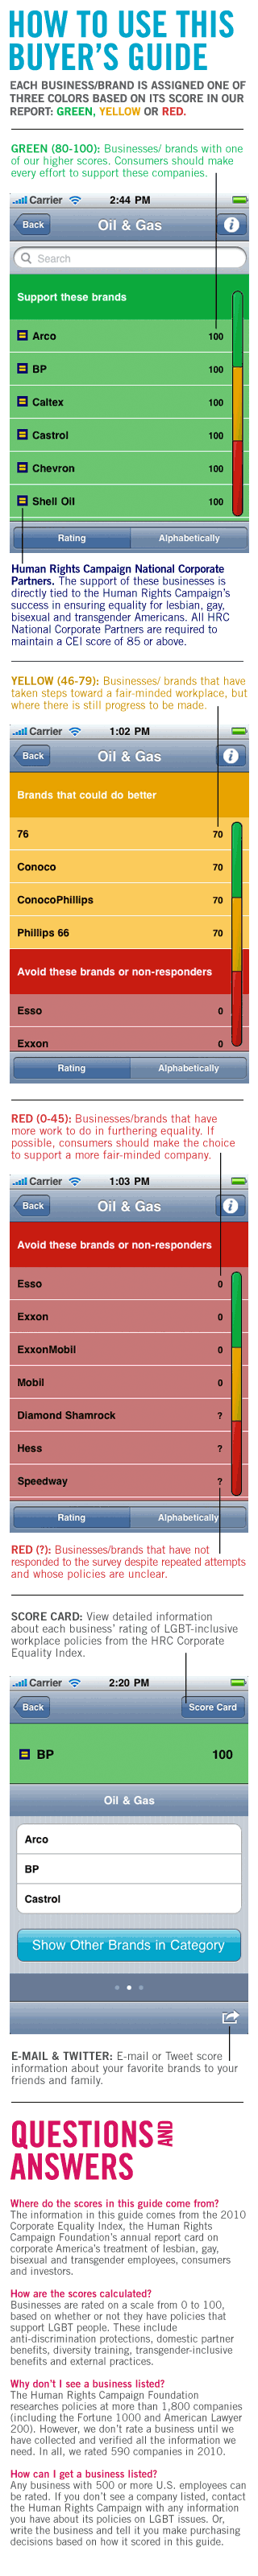 HOW TO USE THIS
BUYER'S GUIDE
EACH BUSINESS/BRAND IS ASSIGNED ONE OF
THREE COLORS BASED ON ITS SCORE IN OUR
REPORT: GREEN, YELLOW OR RED.
GREEN (80-100): Businesses/ brands with one
of our higher scores. Consumers should make
every effort to support these companies.
Carrier 2:44 PM
Back Oil & Gas i
Search
Support these brands
Arco 100
BP 100
Caltex 100
Castrol 100
Chevron 100
Shell Oil 100
Rating Alphabetically
Human Rights Campaign National Corporate
Partners. The support of these businesses is
directly tied to the Human Rights Campaign's
success in ensuring equality for lesbian, gay,
bisexual and transgender Americans. All HRC
National Corporate Partners are required to
maintain a CEI score of 85 or above.
YELLOW (46-79): Businesses/ brands that have
taken steps toward a fair-minded workplace, but
where there is still progress to be made.
Carrier 1:02 PM
Back Oil & Gas i
Brands that could do better
76 70
Conoco 70
ConocoPhillips 70
Phillips 66 70
Avoid these brands or non-responders
Esso 0
Exxon 0
Rating Alphabetically
RED (0-45): Businesses/brands that have
more work to do in furthering equality. If
possible, consumers should make the choice
to support a more fair-minded company.
Carrier 1:03 PM
Back Oil & Gas i
Avoid these brands or non-responders
Esso 0
Exxon 0
ExxonMobil 0
Mobil 0
Diamond Shamrock ?
Hess ?
Speedway ?
Rating Alphabetically
RED (?): Businesses/brands that have not
responded to the survey despite repeated attempts
and whose policies are unclear.
SCORE CARD: View detailed information
about each business' rating of LGBT-inclusive
workplace policies from the HRC Corporate
Equality Index.
Carrier 2:20 PM
Back Score Card
BP 100
Oil & Gas
Arco
BP
Castrol
Show Other Brands in Category
E-MAIL & TWITTER: E-mail or Tweet score
information about your favorite brands to your
friends and family.
QUESTIONS AND
ANSWERS
Where do the scores in this guide come from?
The information in this guide comes from the 2010
Corporate Equality Index, the Human Rights
Campaign Foundation's annual report card on
corporate America's treatment of lesbian, gay,
bisexual and transgender employees, consumers
and investors.
How are the scores calculated?
Businesses are rated on a scale from 0 to 100,
based on whether or not they have policies that
support LGBT people. These include
anti-discrimination protections, domestic partner
benefits, diversity training, transgender-inclusive
benefits and external practices.
Why don't I see a business listed?
The Human Rights Campaign Foundation
researches policies at more than 1,800 companies
(including the Fortune 1000 and American Lawyer
200). However, we don't rate a business until we
have collected and verified all the information we
need. In all, we rated 590 companies in 2010.
How can I get a business listed?
Any business with 500 or more U.S. employees can
be rated. If you don't see a company listed, contact
the Human Rights Campaign with any information
you have about its policies on LGBT issues. Or,
write the business and tell it you make purchasing
decisions based on how it scored in this guide.